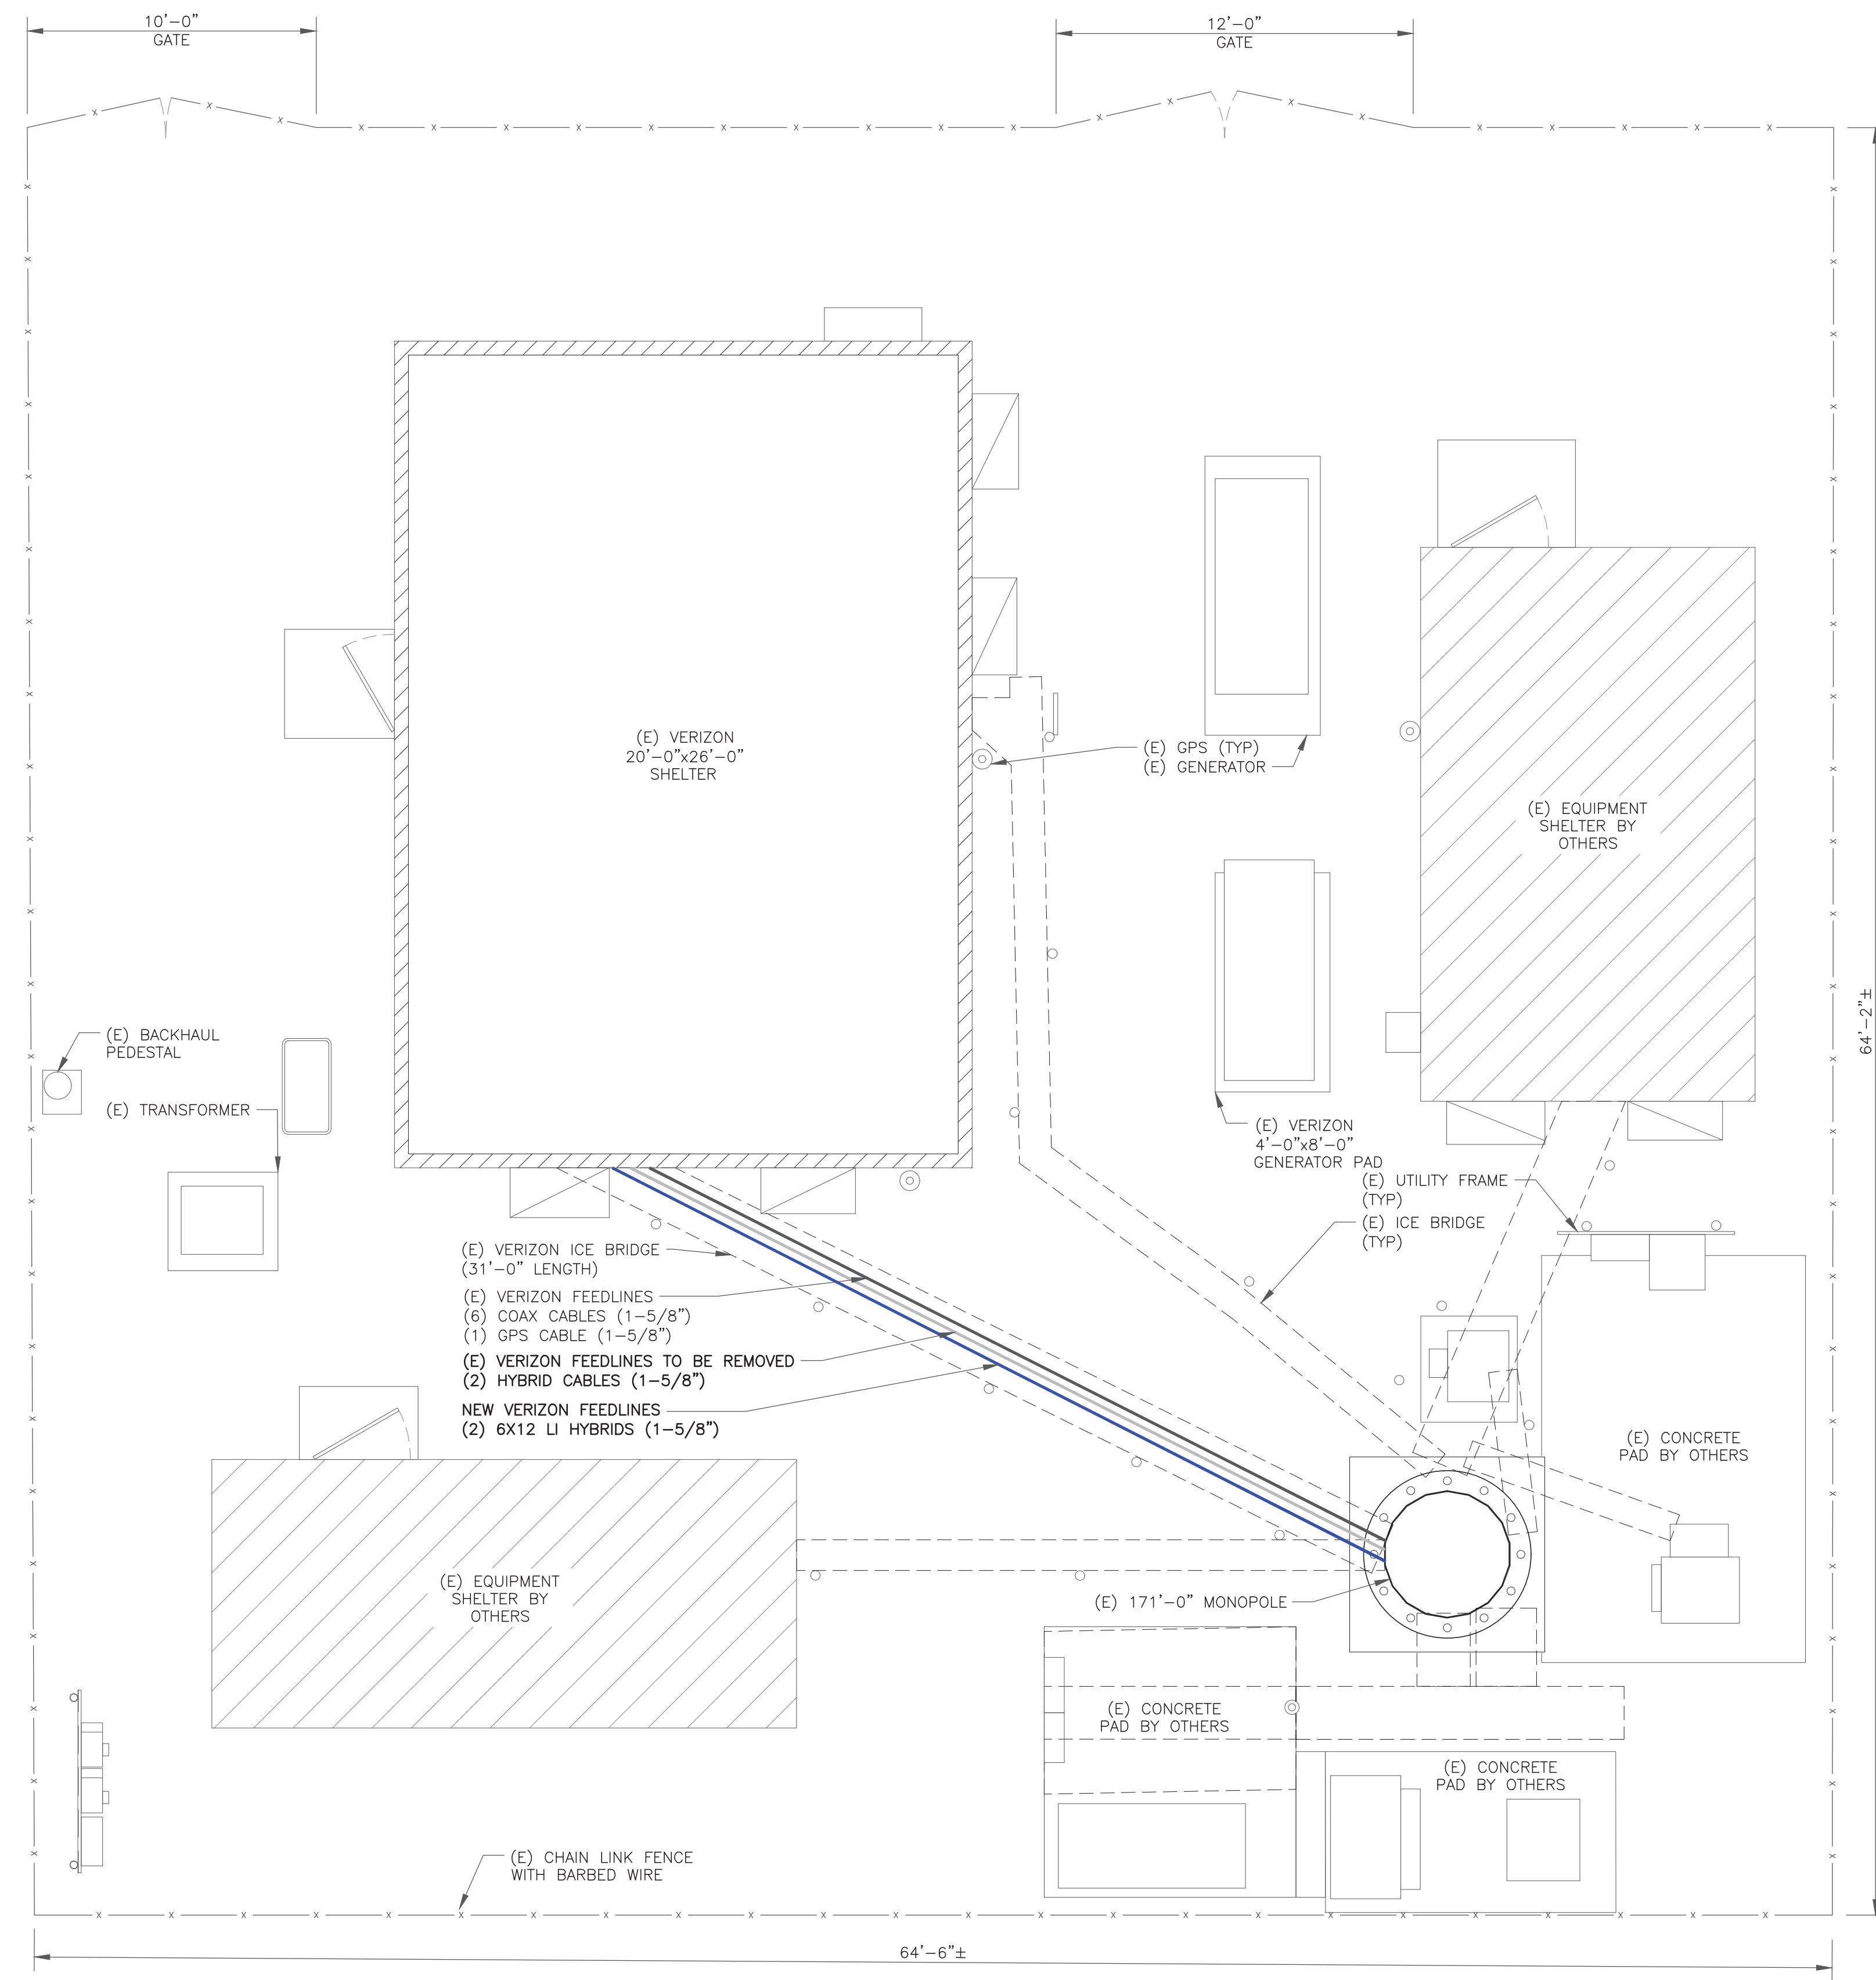 10'-0"
GATE
12'-0"
GATE
(E) VERIZON
20'-0"x26'-0"
SHELTER
(E) GPS (TYP)
(E) GENERATOR
(E) EQUIPMENT
SHELTER BY
OTHERS
64'-2"±
(E) BACKHAUL
PEDESTAL
(E) TRANSFORMER
(E) VERIZON
4'-0"x8'-0"
GENERATOR PAD
(E) UTILITY FRAME
(TYP)
(E) ICE BRIDGE
(TYP)
(E) VERIZON ICE BRIDGE
(31'-0" LENGTH)
(E) VERIZON FEEDLINES
(6) COAX CABLES (1-5/8")
(1) GPS CABLE (1-5/8")
(E) VERIZON FEEDLINES TO BE REMOVED
(2) HYBRID CABLES (1-5/8")
NEW VERIZON FEEDLINES
(2) 6X12 LI HYBRIDS (1-5/8")
(E) CONCRETE
PAD BY OTHERS
(E) EQUIPMENT
SHELTER BY
OTHERS
(E) 171'-0" MONOPOLE
(E) CONCRETE
PAD BY OTHERS
(E) CONCRETE
PAD BY OTHERS
(E) CHAIN LINK FENCE
WITH BARBED WIRE
64'-6"±